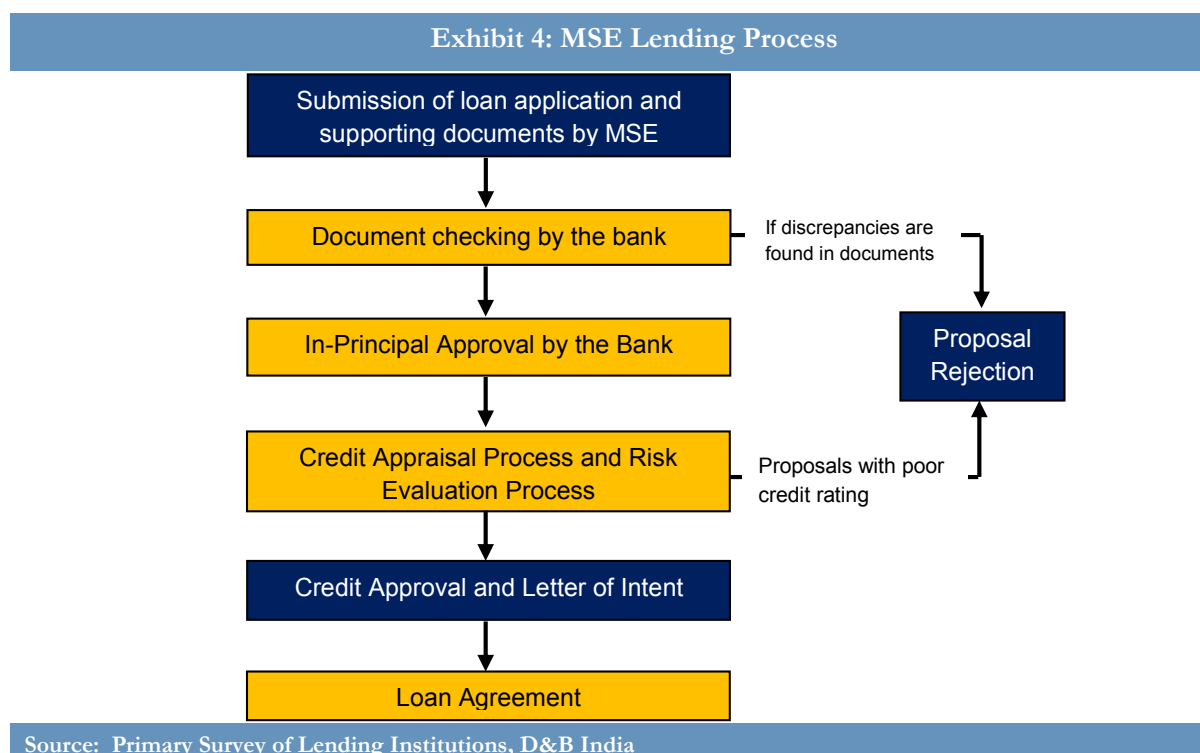 Exhibit 4: MSE Lending Process
Submission of loan application and
supporting documents by MSE
Document checking by the bank
If discrepancies are
found in documents
In-Principal Approval by the Bank
Proposal
Rejection
Credit Appraisal Process and Risk
Evaluation Process
Proposals with poor
credit rating
Credit Approval and Letter of Intent
Loan Agreement
Source: Primary Survey of Lending Institutions, D&B India